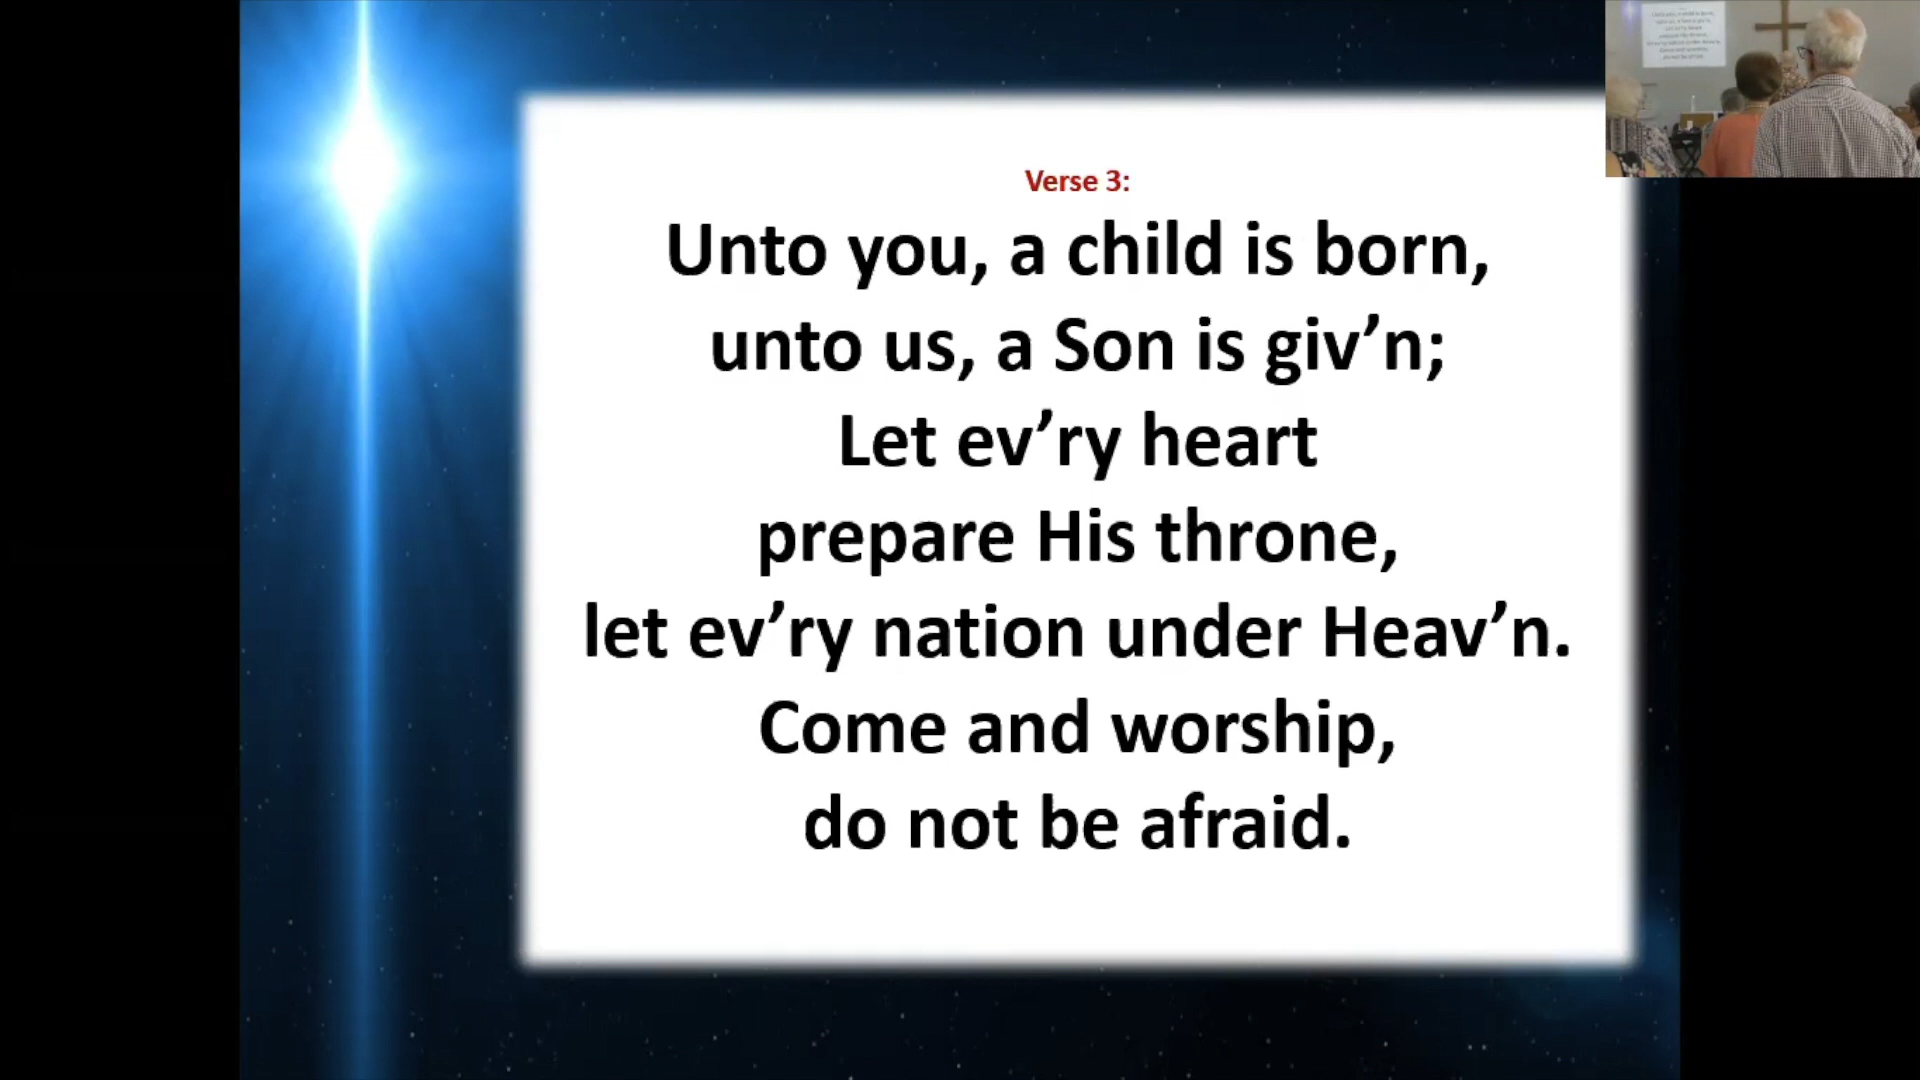 Verse 3:
Unto you, a child is born,
unto us, a Son is giv’n;
Let ev’ry heart
prepare His throne,
let ev’ry nation under Heav’n.
Come and worship,
do not be afraid.